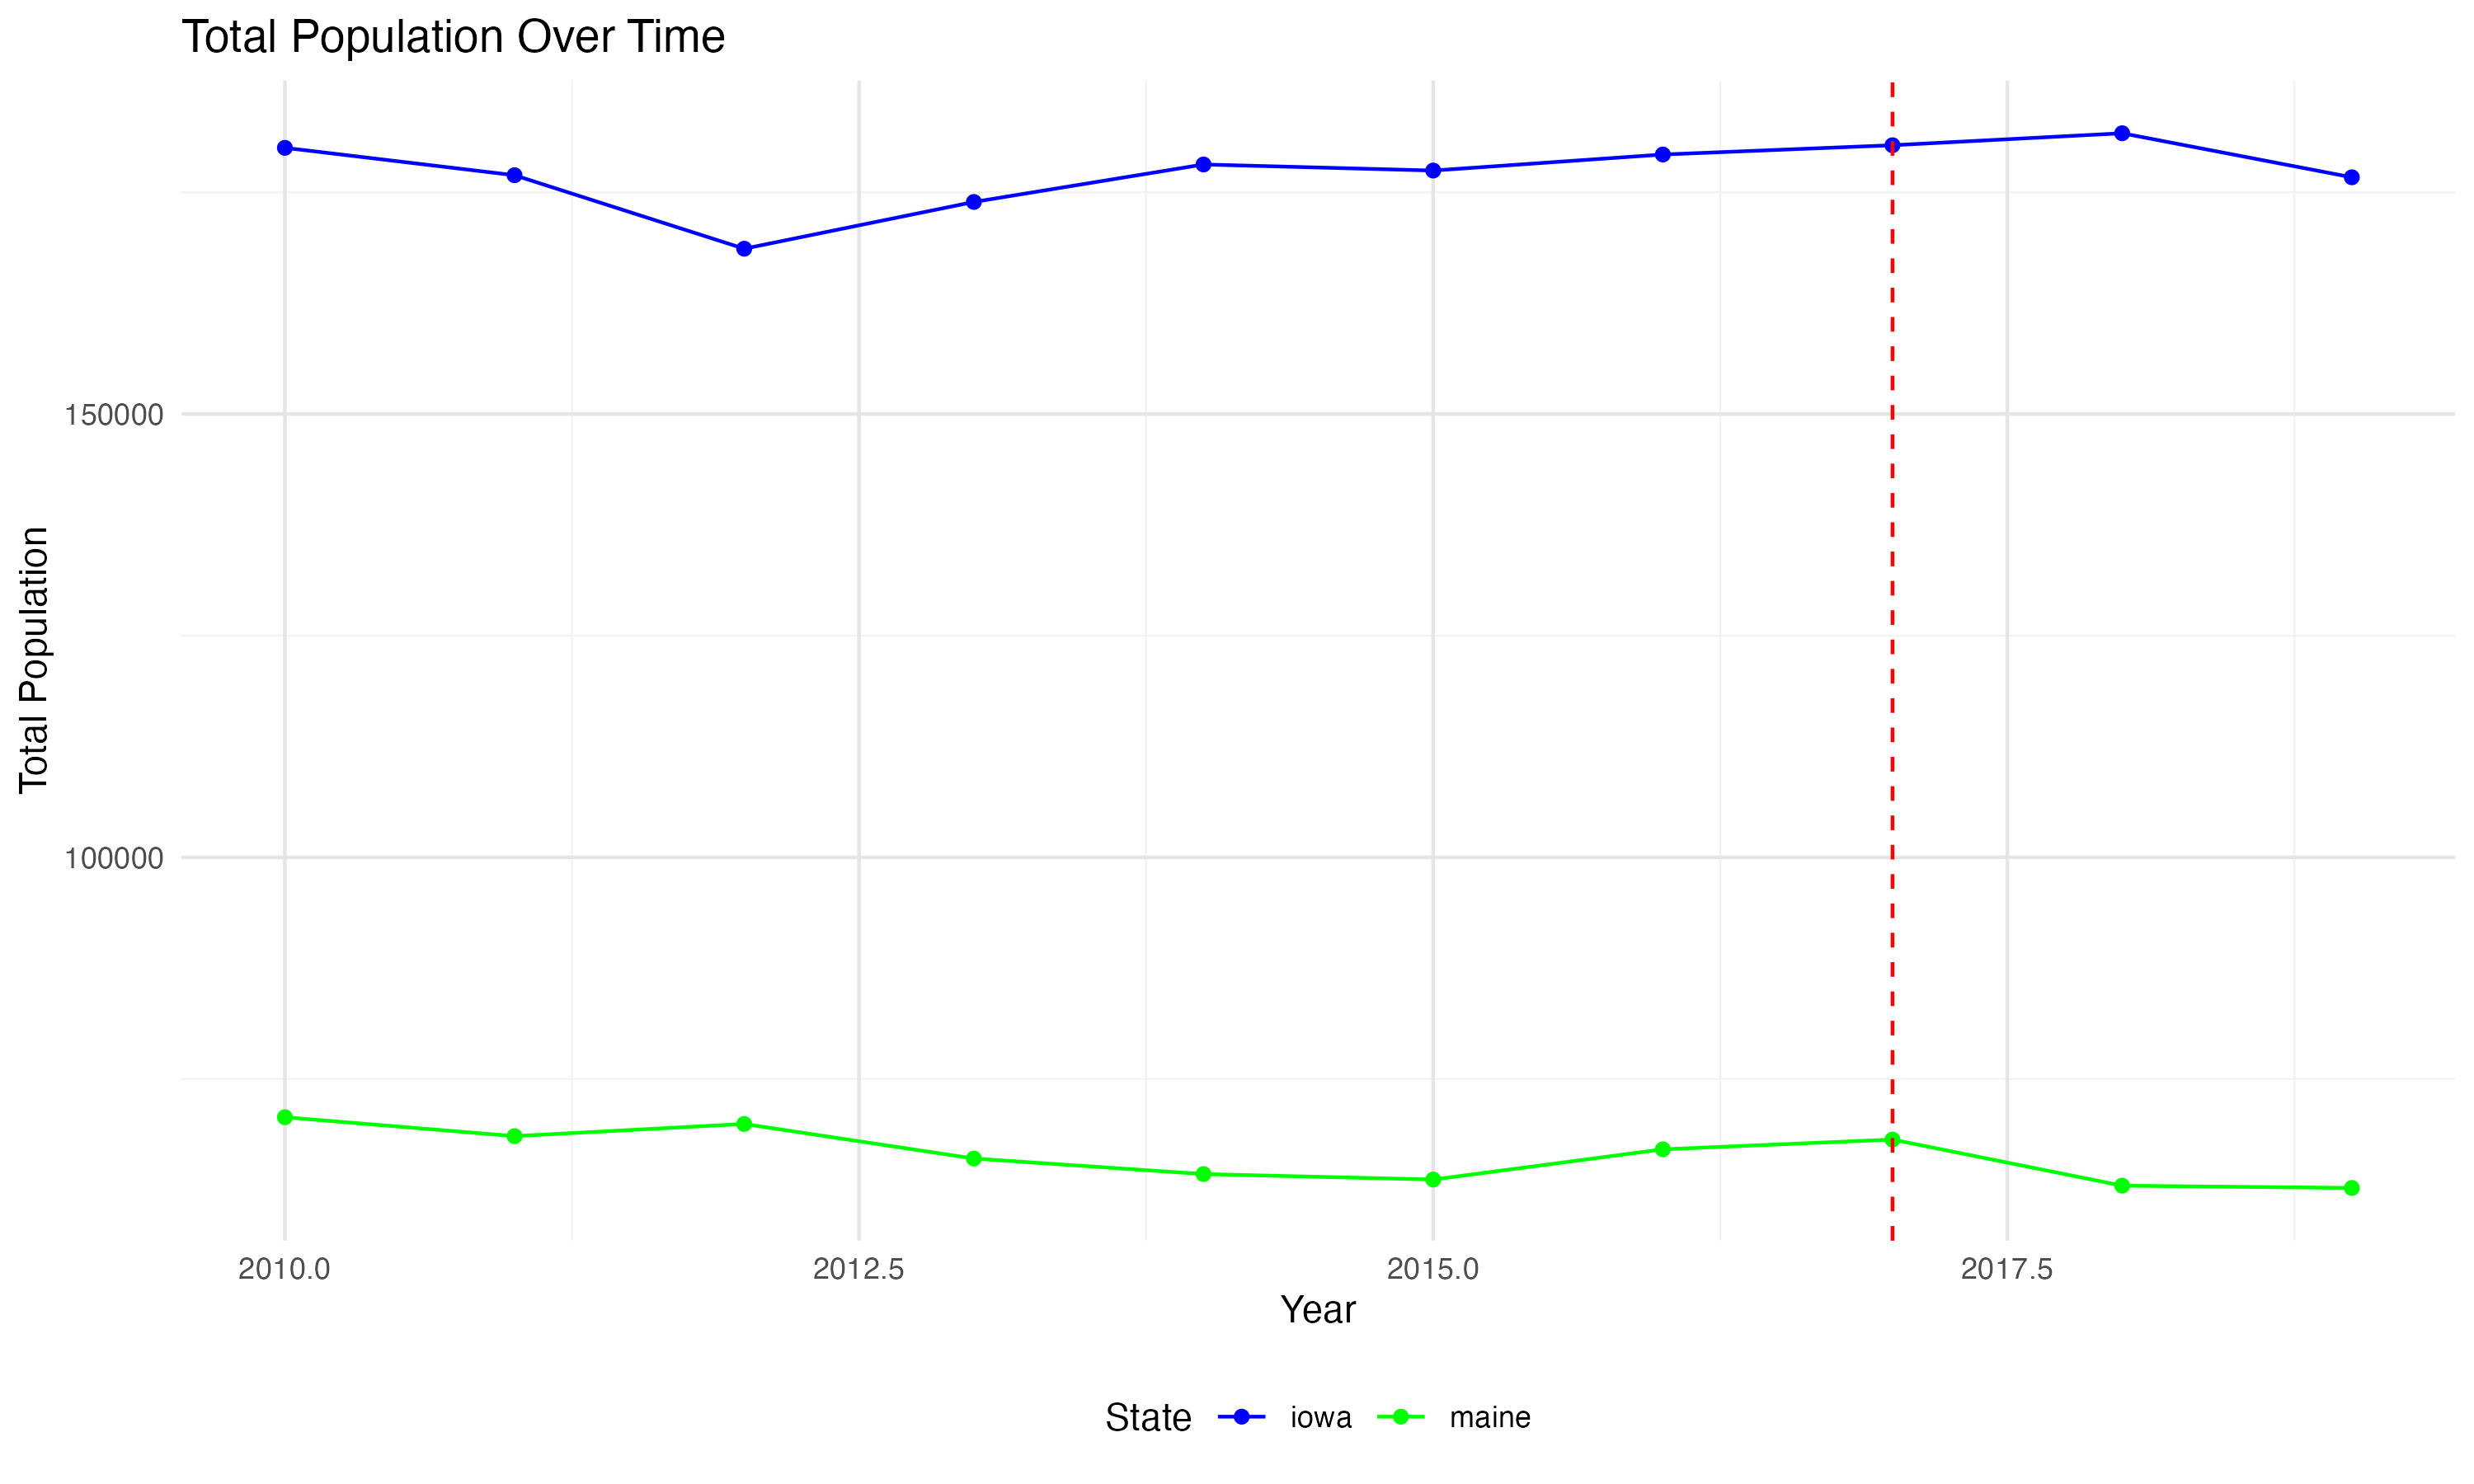 Total Population Over Time
Total Population
150000
100000
2010.0 2012.5 2015.0 2017.5
Year
State iowa maine